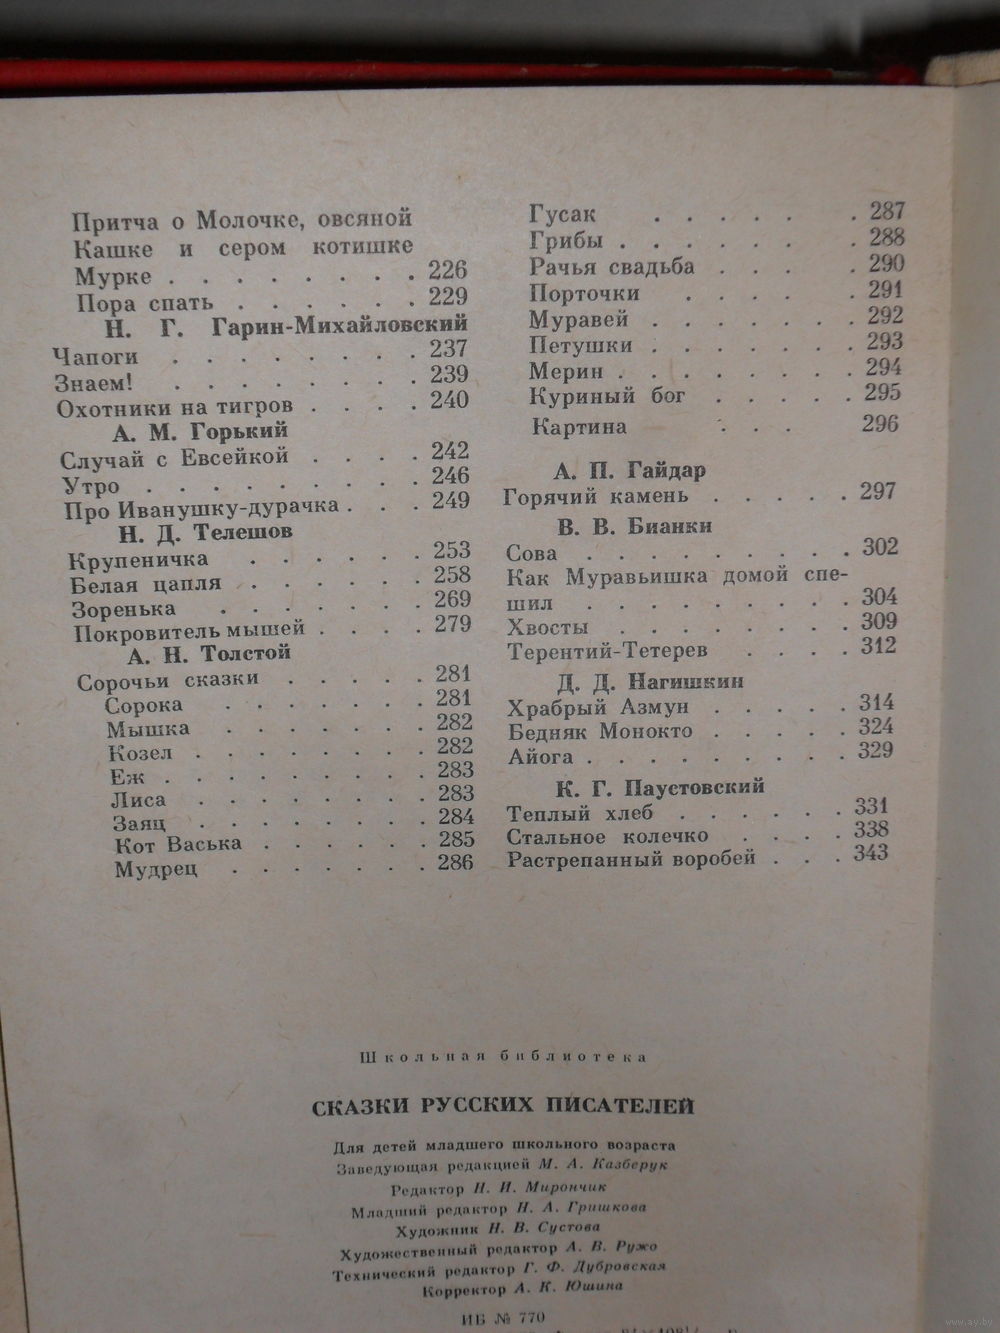 Притча о Молочке, овсяной
Кашке и сером котишке
Мурке . . . . . . . . 226
Пора спать . . . . . . 229
Н. Г. Гарин-Михайловский
Чапоги . . . . . . . . 237
Знаем! . . . . . . . . 239
Охотники на тигров . . . . 240
А. М. Горький
Случай с Евсейкой . . . . 242
Утро . . . . . . . . . 246
Про Иванушку-дурачка . . . 249
Н. Д. Телешов
Крупеничка . . . . . . 253
Белая цапля . . . . . . 258
Зоренька . . . . . . . 269
Покровитель мышей . . . . 279
А. Н. Толстой
Сорочьи сказки . . . . . 281
Сорока . . . . . . . 281
Мышка . . . . . . . 282
Козел . . . . . . . . 282
Еж . . . . . . . . . 283
Лиса . . . . . . . . 283
Заяц . . . . . . . . 284
Кот Васька . . . . . . 285
Мудрец . . . . . . . 286
Гусак . . . . . . 287
Грибы . . . . . . . 288
Рачья свадьба . . . . 290
Порточки . . . . . 291
Муравей . . . . . . . 292
Петушки . . . . . . . 293
Мерин . . . . . . . . 294
Куриный бог . . . . . 295
Картина . . . 296
А. П. Гайдар
Горячий камень . . . . . 297
В. В. Бианки
Сова . . . . . . . . . 302
Как Муравьишка домой спе-
шил . . . . . . . . . 304
Хвосты . . . . . . . . 309
Терентий-Тетерев . . . . 312
Д. Д. Нагишкин
Храбрый Азмун . . . . . 314
Бедняк Монокто . . . . . 324
Айога . . . . . . . . . 329
К. Г. Паустовский
Теплый хлеб . . . . . . 331
Стальное колечко . . . . 338
Растрепанный воробей . . . 343
Школьная библиотека
СКАЗКИ РУССКИХ ПИСАТЕЛЕЙ
Для детей младшего школьного возраста
Заведующая редакцией М. А. Казберук
Редактор Н. И. Мирончик
Младший редактор Н. А. Гришкова
Художник Н. В. Сустова
Художественный редактор А. В. Ружо
Технический редактор Г. Ф. Дубровская
Корректор А. К. Юшина
ИБ № 770
www.ay.by